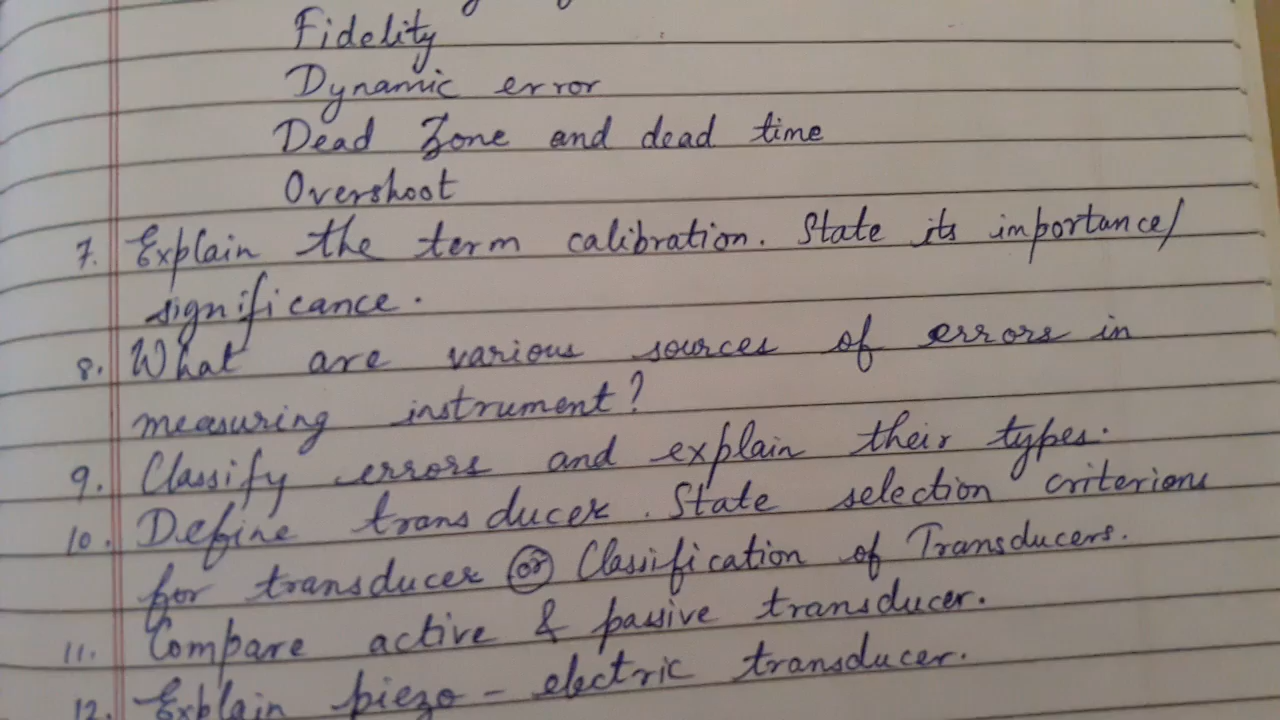 Fidelity
Dynamic error
Dead Zone and dead time
Overshoot
7. Explain the term calibration. State its importance/
significance.
8. What are various sources of errors in
measuring instrument?
9. Classify errors and explain their types.
10. Define transducer. State selection criterions
for transducer or Classification of Transducers.
11. Compare active & passive transducer.
12. Explain piezo - electric transducer.